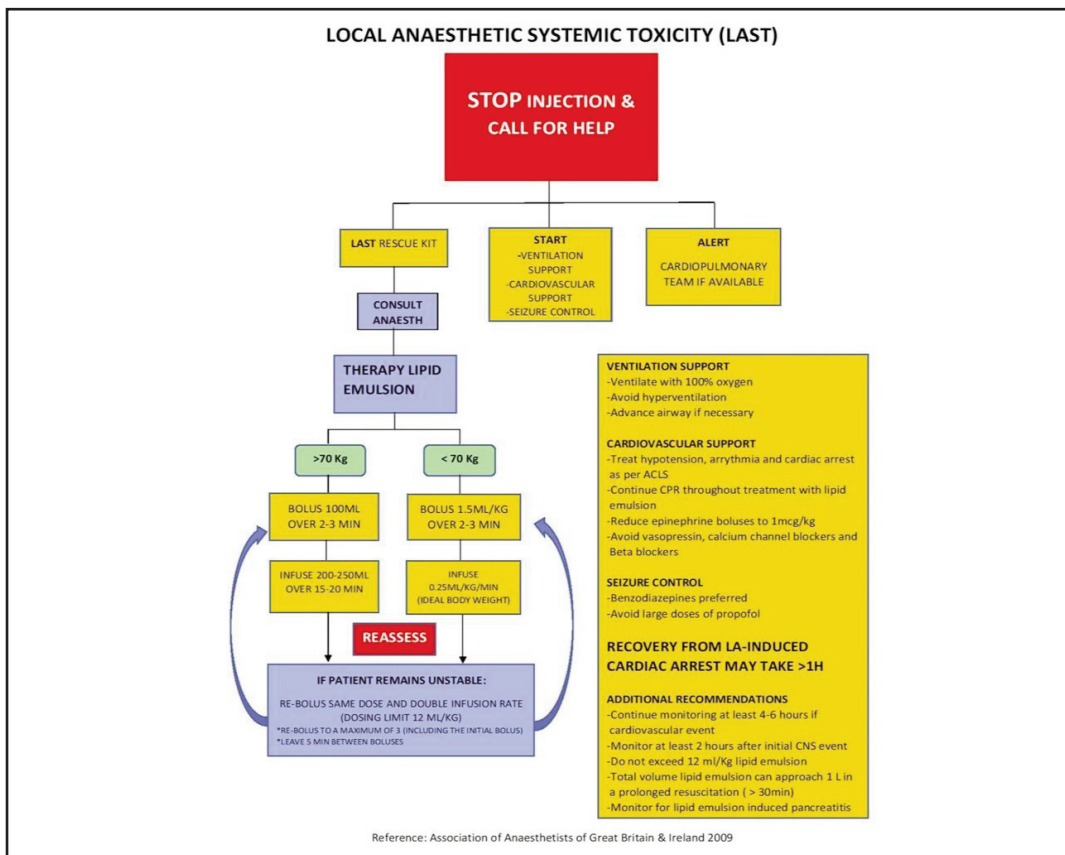 LOCAL ANAESTHETIC SYSTEMIC TOXICITY (LAST)
STOP INJECTION &
CALL FOR HELP
LAST RESCUE KIT
START
-VENTILATION
SUPPORT
-CARDIOVASCULAR
SUPPORT
-SEIZURE CONTROL
ALERT
CARDIOPULMONARY
TEAM IF AVAILABLE
CONSULT
ANAESTH
THERAPY LIPID
EMULSION
>70 Kg
< 70 Kg
BOLUS 100ML
OVER 2-3 MIN
BOLUS 1.5ML/KG
OVER 2-3 MIN
INFUSE 200-250ML
OVER 15-20 MIN
INFUSE
0.25ML/KG/MIN
(IDEAL BODY WEIGHT)
REASSESS
IF PATIENT REMAINS UNSTABLE:
RE-BOLUS SAME DOSE AND DOUBLE INFUSION RATE
(DOSING LIMIT 12 ML/KG)
*RE-BOLUS TO A MAXIMUM OF 3 (INCLUDING THE INITIAL BOLUS)
*LEAVE 5 MIN BETWEEN BOLUSES
VENTILATION SUPPORT
-Ventilate with 100% oxygen
-Avoid hyperventilation
-Advance airway if necessary
CARDIOVASCULAR SUPPORT
-Treat hypotension, arrythmia and cardiac arrest
as per ACLS
-Continue CPR throughout treatment with lipid
emulsion
-Reduce epinephrine boluses to 1mcg/kg
-Avoid vasopressin, calcium channel blockers and
Beta blockers
SEIZURE CONTROL
-Benzodiazepines preferred
-Avoid large doses of propofol
RECOVERY FROM LA-INDUCED
CARDIAC ARREST MAY TAKE >1H
ADDITIONAL RECOMMENDATIONS
-Continue monitoring at least 4-6 hours if
cardiovascular event
-Monitor at least 2 hours after initial CNS event
-Do not exceed 12 ml/Kg lipid emulsion
-Total volume lipid emulsion can approach 1 L in
a prolonged resuscitation ( > 30min)
-Monitor for lipid emulsion induced pancreatitis
Reference: Association of Anaesthetists of Great Britain & Ireland 2009